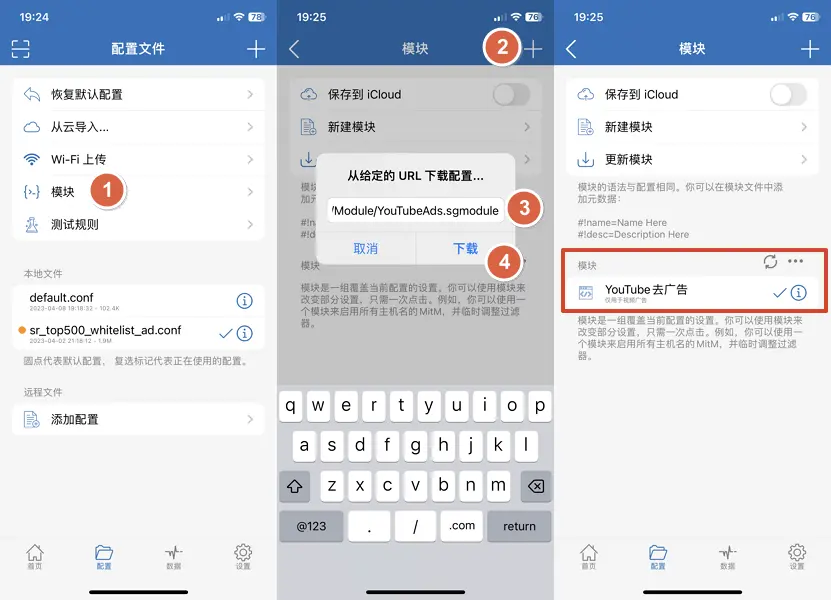 19:24
78
配置文件
恢复默认配置
从云导入...
Wi-Fi 上传
模块
1
测试规则
本地文件
default.conf
2023-04-08 18:18:32 - 102.4K
sr_top500_whitelist_ad.conf
2023-04-02 21:18:12 - 1.9M
圆点代表默认配置，复选标记代表正在使用的配置。
远程文件
添加配置
首页
配置
数据
设置
19:25
76
模块
2
保存到 iCloud
新建模块
从给定的 URL 下载配置...
/Module/YouTubeAds.sgmodule
3
取消
下载
4
模块
模块是一组覆盖当前配置的设置。你可以使用模块来
改变部分设置，只需一次点击。例如，你可以使用一
个模块来启用所有主机名的 MitM，并临时调整过滤
器。
q w e r t y u i o p
a s d f g h j k l
z x c v b n m
@123 . / .com return
19:25
76
模块
保存到 iCloud
新建模块
更新模块
模块的语法与配置相同。你可以在模块文件中添
加元数据：
#!name=Name Here
#!desc=Description Here
模块
YouTube 去广告
仅用于视频广告
模块是一组覆盖当前配置的设置。你可以使用模块来
改变部分设置，只需一次点击。例如，你可以使用一
个模块来启用所有主机名的 MitM，并临时调整过滤
器。
首页
配置
数据
设置